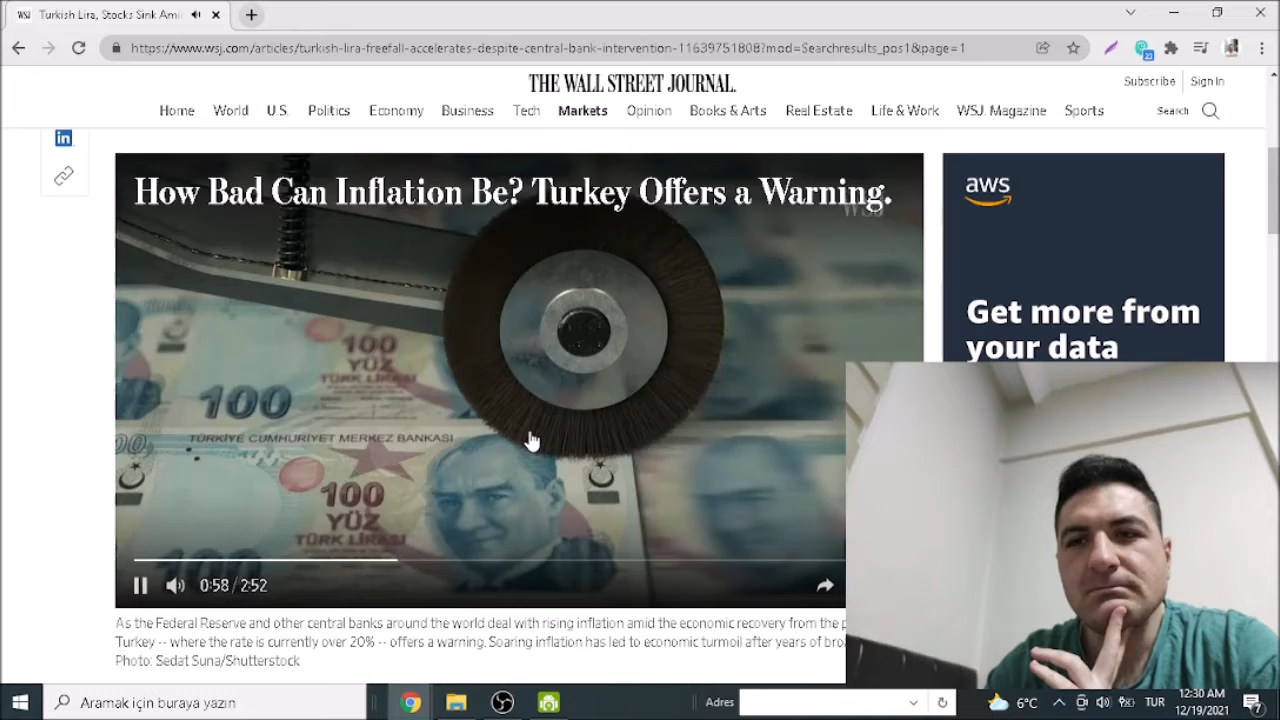 Turkish Lira, Stocks Sink Ami
https://www.wsj.com/articles/turkish-lira-freefall-accelerates-despite-central-bank-intervention-11639751808?mod=Searchresults_pos1&page=1
23
THE WALL STREET JOURNAL.
Subscribe
Sign In
Home World U.S. Politics Economy Business Tech Markets Opinion Books & Arts Real Estate Life & Work WSJ. Magazine Sports
Search
in
How Bad Can Inflation Be? Turkey Offers a Warning.
WSJ
100
YÜZ
TÜRK LİRASI
100
TÜRKİYE CUMHURİYET MERKEZ BANKASI
100
YÜZ
TÜRK LİRASI
100
0:58 / 2:52
aws
Get more from
your data
As the Federal Reserve and other central banks around the world deal with rising inflation amid the economic recovery from the p
Turkey -- where the rate is currently over 20% -- offers a warning. Soaring inflation has led to economic turmoil after years of bro
Photo: Sedat Suna/Shutterstock
Aramak için buraya yazın
Adres
6°C
TUR
12:30 AM
12/19/2021
7